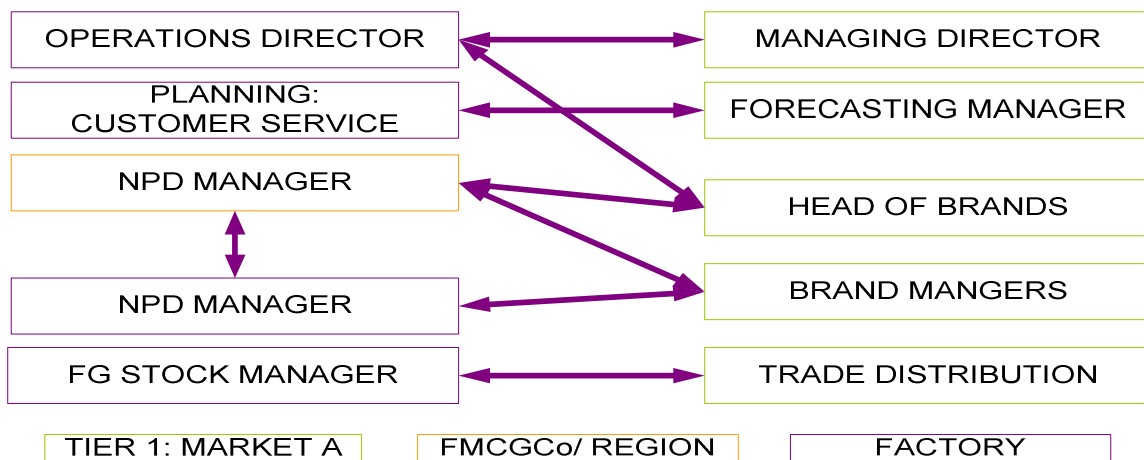 OPERATIONS DIRECTOR
MANAGING DIRECTOR
PLANNING:
CUSTOMER SERVICE
FORECASTING MANAGER
NPD MANAGER
HEAD OF BRANDS
NPD MANAGER
BRAND MANGERS
FG STOCK MANAGER
TRADE DISTRIBUTION
TIER 1: MARKET A
FMCGCo/ REGION
FACTORY